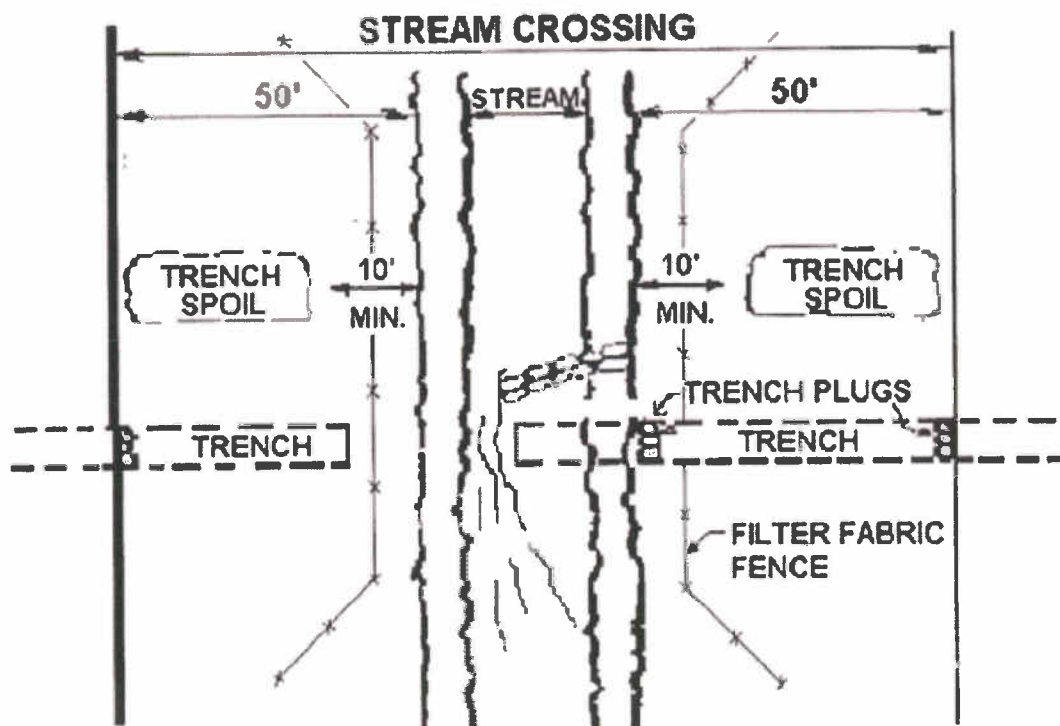 STREAM CROSSING
50'
STREAM
50'
TRENCH
SPOIL
10'
MIN.
10'
MIN.
TRENCH
SPOIL
TRENCH PLUGS
TRENCH
TRENCH
FILTER FABRIC
FENCE